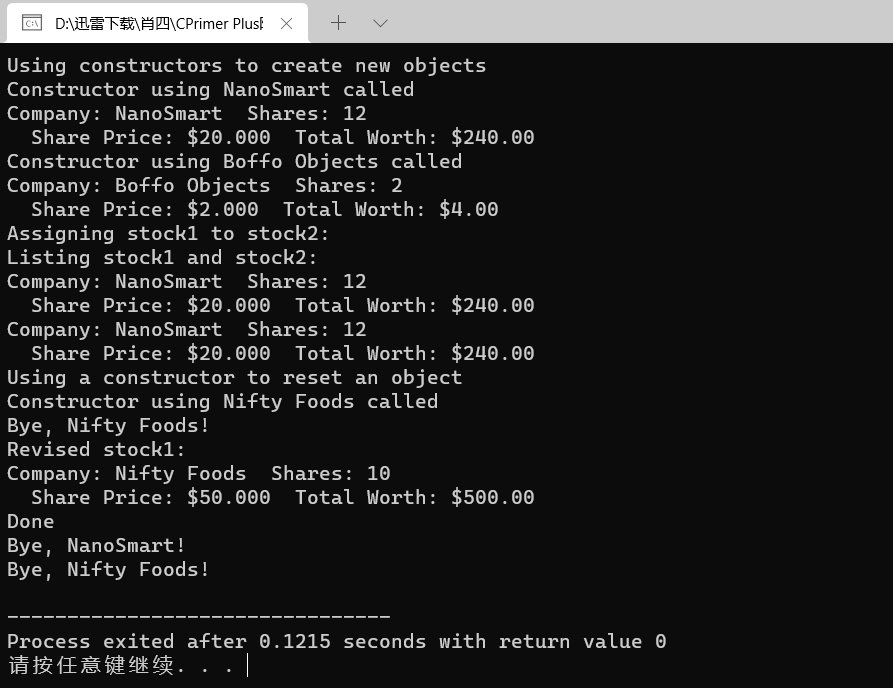 D:\迅雷下载\肖四\CPrimer Plus
Using constructors to create new objects
Constructor using NanoSmart called
Company: NanoSmart  Shares: 12
  Share Price: $20.000  Total Worth: $240.00
Constructor using Boffo Objects called
Company: Boffo Objects  Shares: 2
  Share Price: $2.000  Total Worth: $4.00
Assigning stock1 to stock2:
Listing stock1 and stock2:
Company: NanoSmart  Shares: 12
  Share Price: $20.000  Total Worth: $240.00
Company: NanoSmart  Shares: 12
  Share Price: $20.000  Total Worth: $240.00
Using a constructor to reset an object
Constructor using Nifty Foods called
Bye, Nifty Foods!
Revised stock1:
Company: Nifty Foods  Shares: 10
  Share Price: $50.000  Total Worth: $500.00
Done
Bye, NanoSmart!
Bye, Nifty Foods!
--------------------------------
Process exited after 0.1215 seconds with return value 0
请按任意键继续. . .